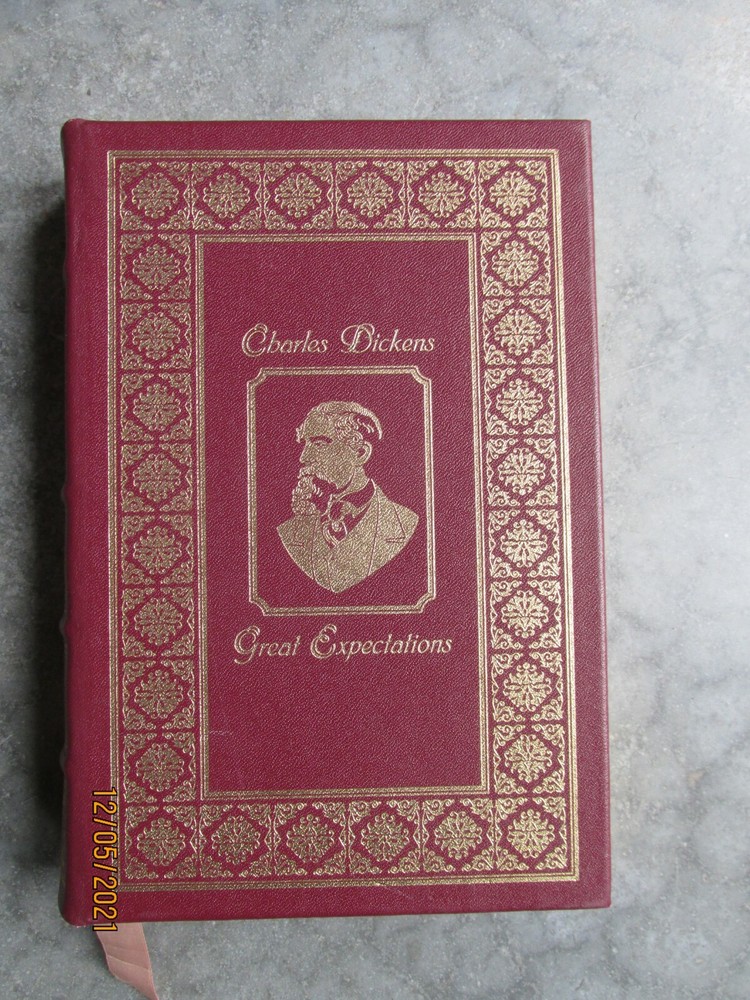 Charles Dickens
Great Expectations
12/05/2021